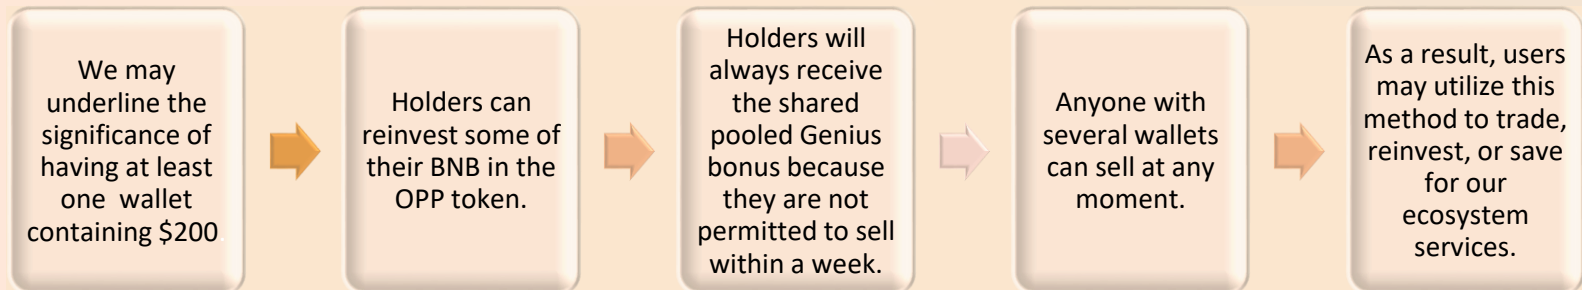 We may
underline the
significance of
having at least
one wallet
containing $200
Holders can
reinvest some of
their BNB in the
OPP token.
Holders will
always receive
the shared
pooled Genius
bonus because
they are not
permitted to sell
within a week.
Anyone with
several wallets
can sell at any
moment.
As a result, users
may utilize this
method to trade,
reinvest, or save
for our
ecosystem
services.